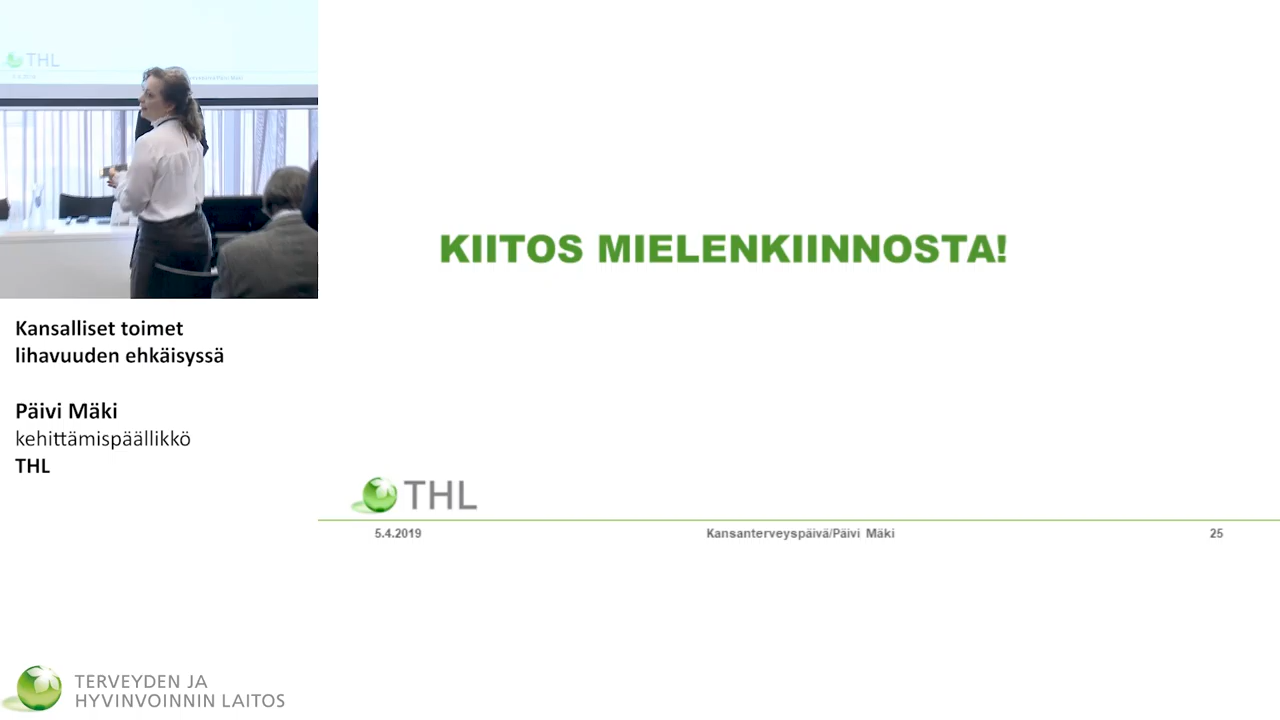 THL
Kansalliset toimet
lihavuuden ehkäisyssä
Päivi Mäki
kehittämispäällikkö
THL
KIITOS MIELENKIINNOSTA!
THL
5.4.2019 Kansanterveyspäivä/Päivi Mäki 25
TERVEYDEN JA
HYVINVOINNIN LAITOS